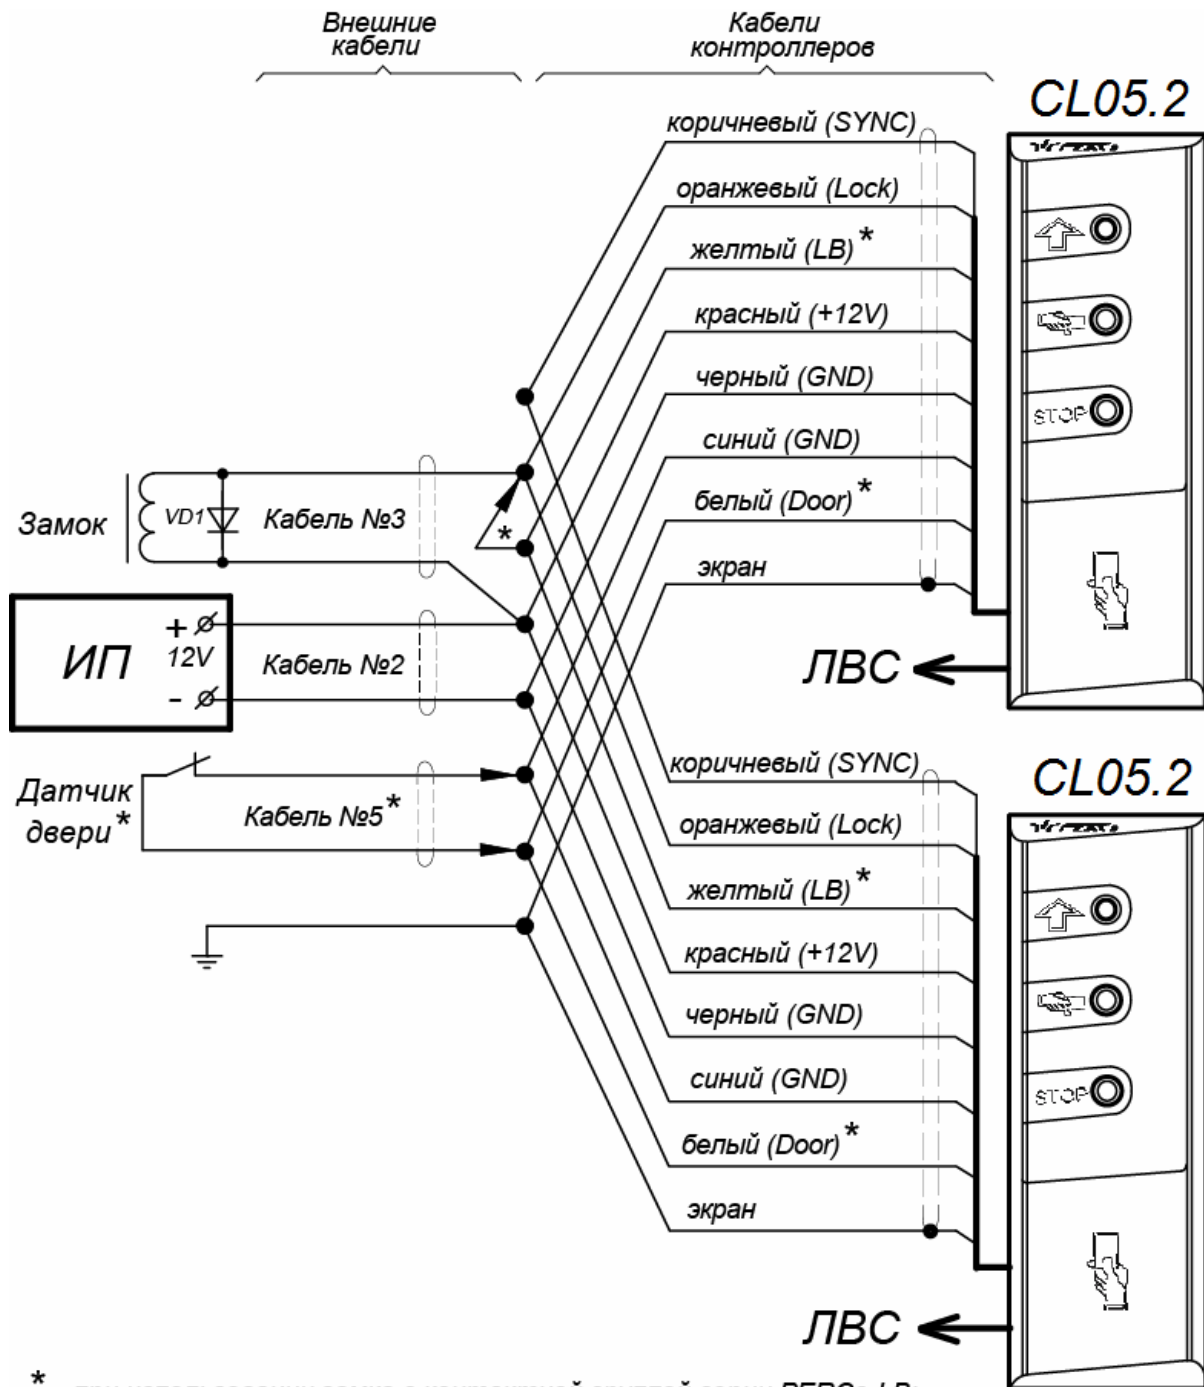 Внешние
кабели
Кабели
контроллеров
CL05.2
коричневый (SYNC)
оранжевый (Lock)
желтый (LB)*
красный (+12V)
черный (GND)
синий (GND)
белый (Door)*
экран
STOP
ЛВС
Замок
VD1
Кабель №3
*
ИП
+
12V
-
Кабель №2
Датчик
двери*
Кабель №5*
CL05.2
коричневый (SYNC)
оранжевый (Lock)
желтый (LB)*
красный (+12V)
черный (GND)
синий (GND)
белый (Door)*
экран
STOP
ЛВС
*